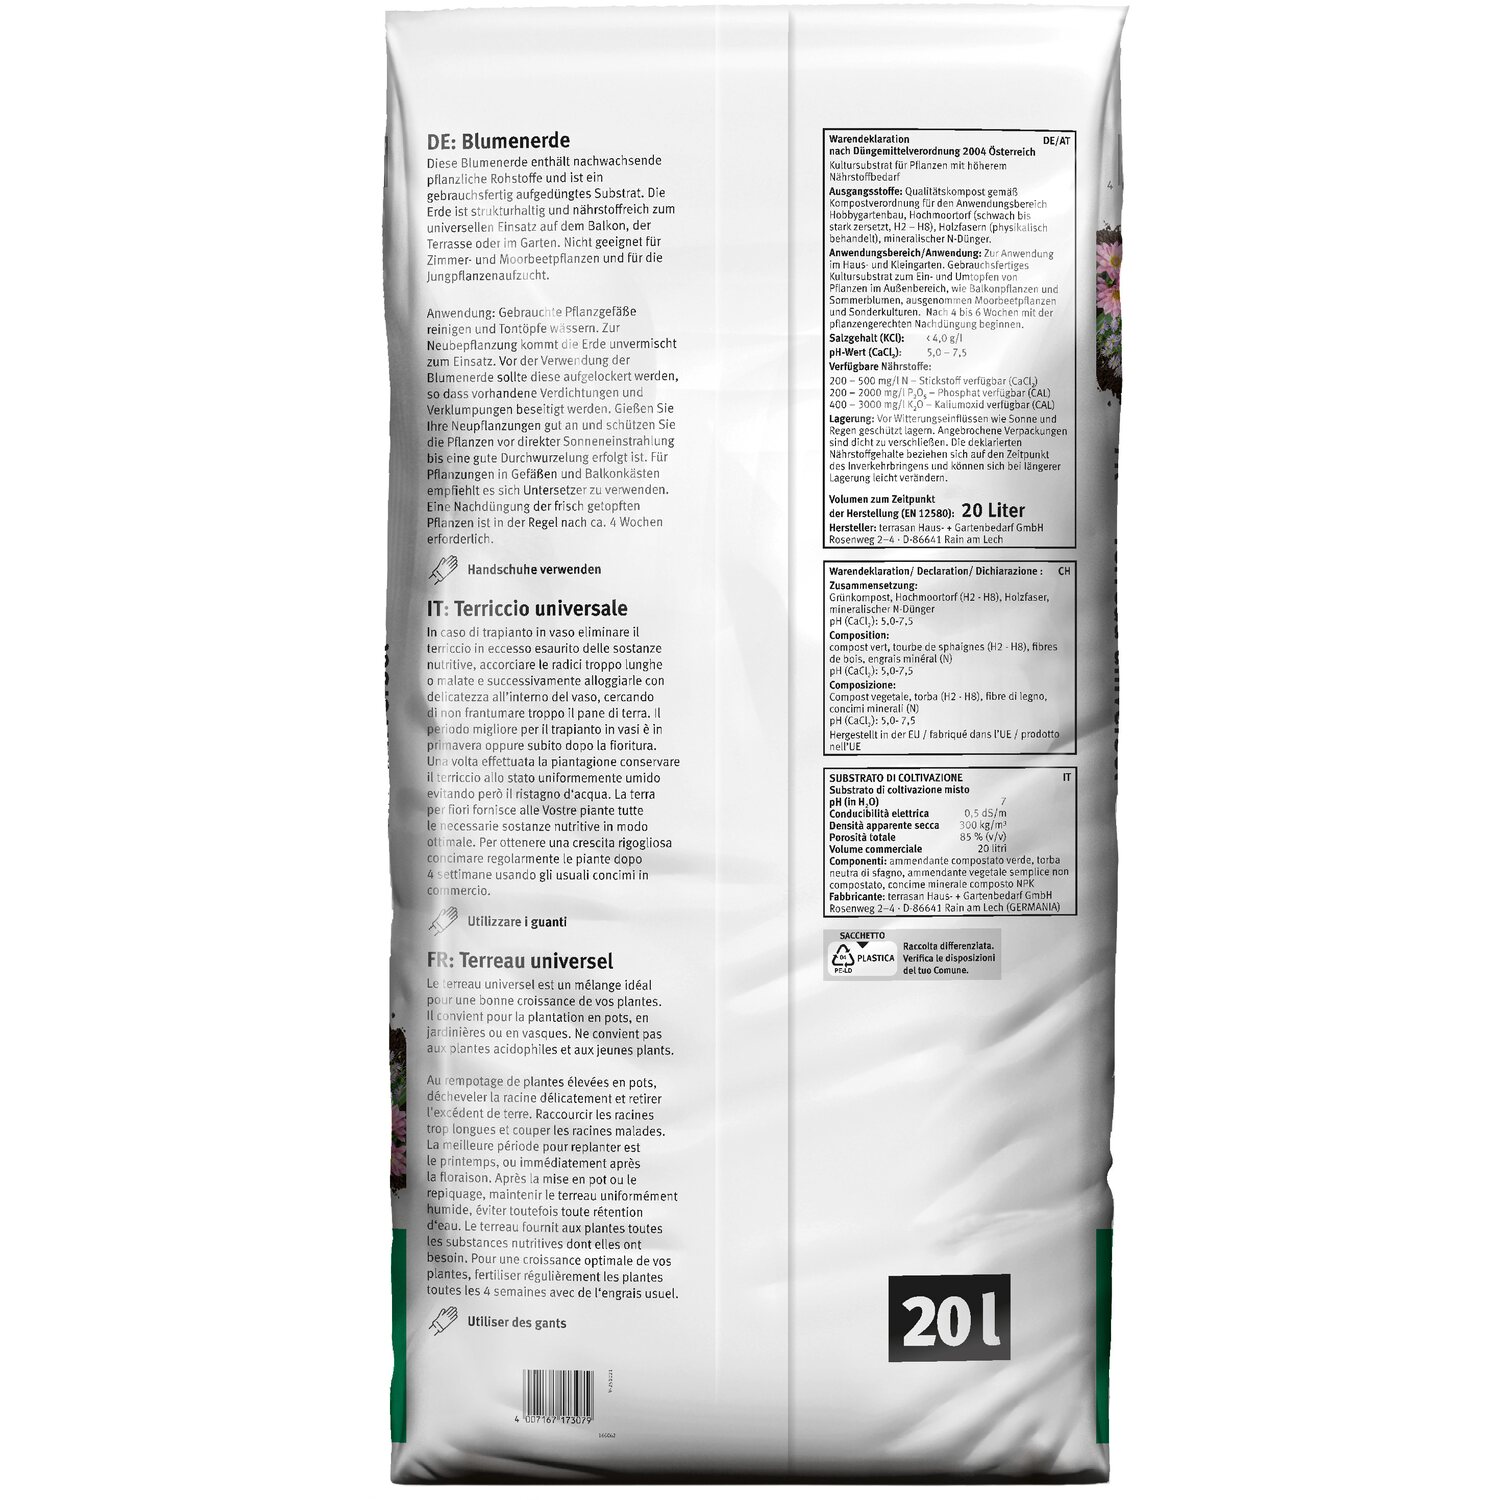 DE: Blumenerde
Diese Blumenerde enthält nachwachsende
pflanzliche Rohstoffe und ist ein
gebrauchsfertig aufgedüngtes Substrat. Die
Erde ist strukturhaltig und nährstoffreich zum
universellen Einsatz auf dem Balkon, der
Terrasse oder im Garten. Nicht geeignet für
Zimmer- und Moorbeetpflanzen und für die
Jungpflanzenaufzucht.
Anwendung: Gebrauchte Pflanzgefäße
reinigen und Tontöpfe wässern. Zur
Neubepflanzung kommt die Erde unvermischt
zum Einsatz. Vor der Verwendung der
Blumenerde sollte diese aufgelockert werden,
so dass vorhandene Verdichtungen und
Verklumpungen beseitigt werden. Gießen Sie
Ihre Neupflanzungen gut an und schützen Sie
die Pflanzen vor direkter Sonneneinstrahlung
bis eine gute Durchwurzelung erfolgt ist. Für
Pflanzungen in Gefäßen und Balkonkästen
empfiehlt es sich Untersetzer zu verwenden.
Eine Nachdüngung der frisch getopften
Pflanzen ist in der Regel nach ca. 4 Wochen
erforderlich.
Handschuhe verwenden
IT: Terriccio universale
In caso di trapianto in vaso eliminare il
terriccio in eccesso esaurito delle sostanze
nutritive, accorciare le radici troppo lunghe
o malate e successivamente alloggiarle con
delicatezza all'interno del vaso, cercando
di non frantumare troppo il pane di terra. Il
periodo migliore per il trapianto in vasi è in
primavera oppure subito dopo la fioritura.
Una volta effettuata la piantagione conservare
il terriccio allo stato uniformemente umido
evitando però il ristagno d'acqua. La terra
per fiori fornisce alle Vostre piante tutte
le necessarie sostanze nutritive in modo
ottimale. Per ottenere una crescita rigogliosa
concimare regolarmente le piante dopo
4 settimane usando gli usuali concimi in
commercio.
Utilizzare i guanti
FR: Terreau universel
Le terreau universel est un mélange idéal
pour une bonne croissance de vos plantes.
Il convient pour la plantation en pots, en
jardinières ou en vasques. Ne convient pas
aux plantes acidophiles et aux jeunes plants.
Au rempotage de plantes élevées en pots,
décheveler la racine délicatement et retirer
l'excédent de terre. Raccourcir les racines
trop longues et couper les racines malades.
La meilleure période pour replanter est
le printemps, ou immédiatement après
la floraison. Après la mise en pot ou le
repiquage, maintenir le terreau uniformément
humide, éviter toutefois toute rétention
d'eau. Le terreau fournit aux plantes toutes
les substances nutritives dont elles ont
besoin. Pour une croissance optimale de vos
plantes, fertiliser régulièrement les plantes
toutes les 4 semaines avec de l'engrais usuel.
Utiliser des gants
4 007167 173079
Warendeklaration DE/AT
nach Düngemittelverordnung 2004 Österreich
Kultursubstrat für Pflanzen mit höherem
Nährstoffbedarf
Ausgangsstoffe: Qualitätskompost gemäß
Kompostverordnung für den Anwendungsbereich
Hobbygartenbau, Hochmoortorf (schwach bis
stark zersetzt, H2 – H8), Holzfasern (physikalisch
behandelt), mineralischer N-Dünger.
Anwendungsbereich/Anwendung: Zur Anwendung
im Haus- und Kleingarten. Gebrauchsfertiges
Kultursubstrat zum Ein- und Umtopfen von
Pflanzen im Außenbereich, wie Balkonpflanzen und
Sommerblumen, ausgenommen Moorbeetpflanzen
und Sonderkulturen. Nach 4 bis 6 Wochen mit der
pflanzengerechten Nachdüngung beginnen.
Salzgehalt (KCl): < 4,0 g/l
pH-Wert (CaCl₂): 5,0 – 7,5
Verfügbare Nährstoffe:
200 – 500 mg/l N – Stickstoff verfügbar (CaCl₂)
200 – 2000 mg/l P₂O₅ – Phosphat verfügbar (CAL)
400 – 3000 mg/l K₂O – Kaliumoxid verfügbar (CAL)
Lagerung: Vor Witterungseinflüssen wie Sonne und
Regen geschützt lagern. Angebrochene Verpackungen
sind dicht zu verschließen. Die deklarierten
Nährstoffgehalte beziehen sich auf den Zeitpunkt
des Inverkehrbringens und können sich bei längerer
Lagerung leicht verändern.
Volumen zum Zeitpunkt
der Herstellung (EN 12580): 20 Liter
Hersteller: terrasan Haus- + Gartenbedarf GmbH
Rosenweg 2–4 · D-86641 Rain am Lech
Warendeklaration/ Declaration/ Dichiarazione : CH
Zusammensetzung:
Grünkompost, Hochmoortorf (H2 - H8), Holzfaser,
mineralischer N-Dünger
pH (CaCl₂): 5,0-7,5
Composition:
compost vert, tourbe de sphaignes (H2 - H8), fibres
de bois, engrais minéral (N)
pH (CaCl₂): 5,0-7,5
Composizione:
Compost vegetale, torba (H2 - H8), fibre di legno,
concimi minerali (N)
pH (CaCl₂): 5,0- 7,5
Hergestellt in der EU / fabriqué dans l'UE / prodotto
nell'UE
SUBSTRATO DI COLTIVAZIONE IT
Substrato di coltivazione misto
pH (in H₂O) 7
Conducibilità elettrica 0,5 dS/m
Densità apparente secca 300 kg/m³
Porosità totale 85 % (v/v)
Volume commerciale 20 litri
Componenti: ammendante compostato verde, torba
neutra di sfagno, ammendante vegetale semplice non
compostato, concime minerale composto NPK
Fabbricante: terrasan Haus- + Gartenbedarf GmbH
Rosenweg 2–4 · D-86641 Rain am Lech (GERMANIA)
SACCHETTO
04
PE-LD
PLASTICA
Raccolta differenziata.
Verifica le disposizioni
del tuo Comune.
20 l